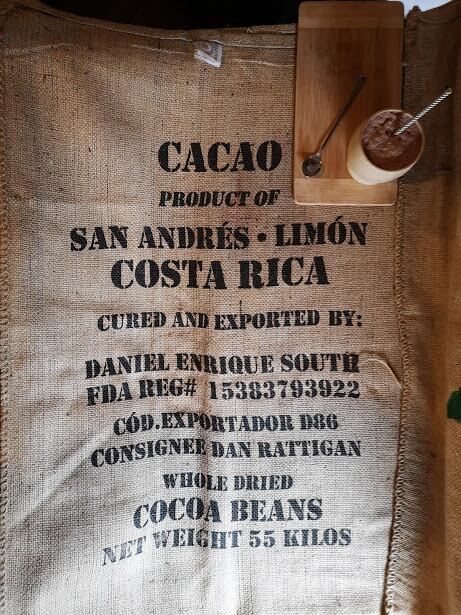 CACAO
PRODUCT OF
SAN ANDRÉS • LIMÓN
COSTA RICA
CURED AND EXPORTED BY:
DANIEL ENRIQUE SOUTH
FDA REG# 15383793922
CÓD.EXPORTADOR D86
CONSIGNEE DAN RATTIGAN
WHOLE DRIED
COCOA BEANS
NET WEIGHT 55 KILOS